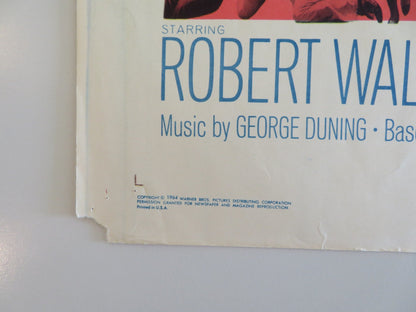 STARRING
ROBERT WAL
Music by GEORGE DUNING · Base
COPYRIGHT © 1964 WARNER BROS. PICTURES DISTRIBUTING CORPORATION
PERMISSION GRANTED FOR NEWSPAPER AND MAGAZINE REPRODUCTION.
Printed in U.S.A.